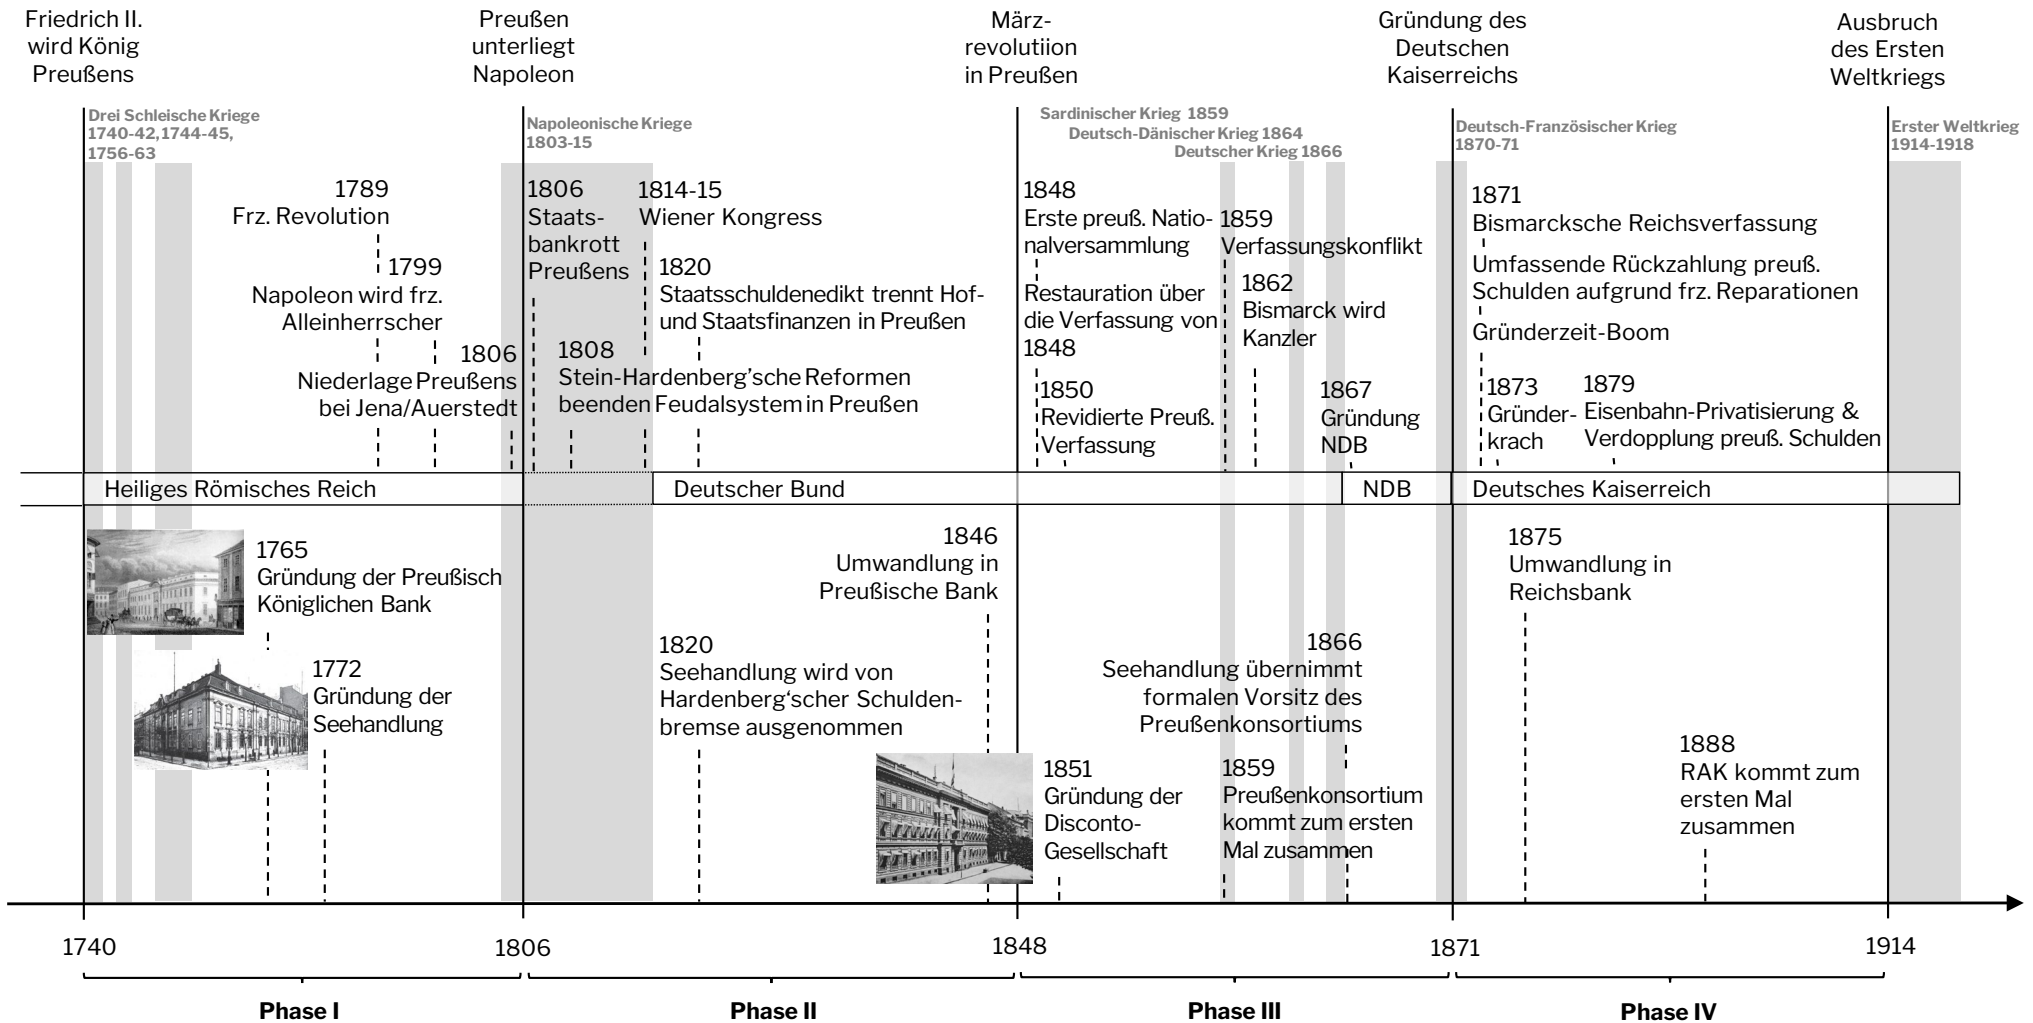 Friedrich II.
wird König
Preußens
Preußen
unterliegt
Napoleon
März-
revolutiion
in Preußen
Gründung des
Deutschen
Kaiserreichs
Ausbruch
des Ersten
Weltkriegs
Drei Schleische Kriege
1740-42, 1744-45,
1756-63
Napoleonische Kriege
1803-15
Sardinischer Krieg 1859
Deutsch-Dänischer Krieg 1864
Deutscher Krieg 1866
Deutsch-Französischer Krieg
1870-71
Erster Weltkrieg
1914-1918
1789
Frz. Revolution
1799
Napoleon wird frz.
Alleinherrscher
1806
Niederlage Preußens
bei Jena/Auerstedt
1806
Staats-
bankrott
Preußens
1814-15
Wiener Kongress
1820
Staatsschuldenedikt trennt Hof-
und Staatsfinanzen in Preußen
1808
Stein-Hardenberg'sche Reformen
beenden Feudalsystem in Preußen
1848
Erste preuß. Natio-
nalversammlung
Restauration über
die Verfassung von
1848
1850
Revidierte Preuß.
Verfassung
1859
Verfassungskonflikt
1862
Bismarck wird
Kanzler
1867
Gründung
NDB
1871
Bismarcksche Reichsverfassung
Umfassende Rückzahlung preuß.
Schulden aufgrund frz. Reparationen
Gründerzeit-Boom
1873
Gründer-
krach
1879
Eisenbahn-Privatisierung &
Verdopplung preuß. Schulden
Heiliges Römisches Reich
Deutscher Bund
NDB
Deutsches Kaiserreich
1765
Gründung der Preußisch
Königlichen Bank
1772
Gründung der
Seehandlung
1820
Seehandlung wird von
Hardenberg‘scher Schulden-
bremse ausgenommen
1846
Umwandlung in
Preußische Bank
1851
Gründung der
Disconto-
Gesellschaft
1866
Seehandlung übernimmt
formalen Vorsitz des
Preußenkonsortiums
1859
Preußenkonsortium
kommt zum ersten
Mal zusammen
1875
Umwandlung in
Reichsbank
1888
RAK kommt zum
ersten Mal
zusammen
1740
1806
1848
1871
1914
Phase I
Phase II
Phase III
Phase IV